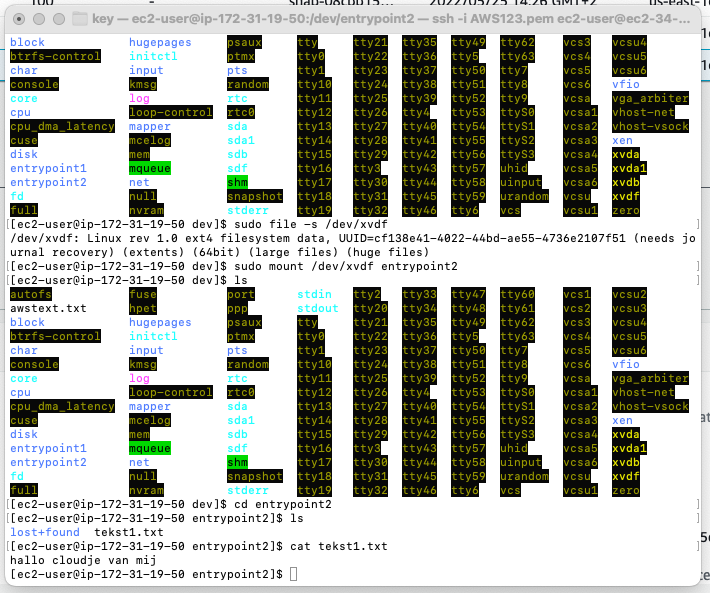 100 - snap-08cbb15... 2022/05/25 14:26 GMT+2 us-east-1
key — ec2-user@ip-172-31-19-50:/dev/entrypoint2 — ssh -i AWS123.pem ec2-user@ec2-34-...
block hugepages psaux tty tty21 tty35 tty49 tty62 vcs3 vcsu4
btrfs-control initctl ptmx tty0 tty22 tty36 tty5 tty63 vcs4 vcsu5
char input pts tty1 tty23 tty37 tty50 tty7 vcs5 vcsu6
console kmsg random tty10 tty24 tty38 tty51 tty8 vcs6 vfio
core log rtc tty11 tty25 tty39 tty52 tty9 vcsa vga_arbiter
cpu loop-control rtc0 tty12 tty26 tty4 tty53 ttyS0 vcsa1 vhost-net
cpu_dma_latency mapper sda tty13 tty27 tty40 tty54 ttyS1 vcsa2 vhost-vsock
cuse mcelog sda1 tty14 tty28 tty41 tty55 ttyS2 vcsa3 xen
disk mem sdb tty15 tty29 tty42 tty56 ttyS3 vcsa4 xvda
entrypoint1 mqueue sdf tty16 tty3 tty43 tty57 uhid vcsa5 xvda1
entrypoint2 net shm tty17 tty30 tty44 tty58 uinput vcsa6 xvdb
fd null snapshot tty18 tty31 tty45 tty59 urandom vcsu xvdf
full nvram stderr tty19 tty32 tty46 tty6 vcs vcsu1 zero
[[ec2-user@ip-172-31-19-50 dev]$ sudo file -s /dev/xvdf ]
/dev/xvdf: Linux rev 1.0 ext4 filesystem data, UUID=cf138e41-4022-44bd-ae55-4736e2107f51 (needs jo
urnal recovery) (extents) (64bit) (large files) (huge files)
[[ec2-user@ip-172-31-19-50 dev]$ sudo mount /dev/xvdf entrypoint2 ]
[[ec2-user@ip-172-31-19-50 dev]$ ls ]
autofs fuse port stdin tty2 tty33 tty47 tty60 vcs1 vcsu2
awstext.txt hpet ppp stdout tty20 tty34 tty48 tty61 vcs2 vcsu3
block hugepages psaux tty tty21 tty35 tty49 tty62 vcs3 vcsu4
btrfs-control initctl ptmx tty0 tty22 tty36 tty5 tty63 vcs4 vcsu5
char input pts tty1 tty23 tty37 tty50 tty7 vcs5 vcsu6
console kmsg random tty10 tty24 tty38 tty51 tty8 vcs6 vfio
core log rtc tty11 tty25 tty39 tty52 tty9 vcsa vga_arbiter
cpu loop-control rtc0 tty12 tty26 tty4 tty53 ttyS0 vcsa1 vhost-net
cpu_dma_latency mapper sda tty13 tty27 tty40 tty54 ttyS1 vcsa2 vhost-vsock
cuse mcelog sda1 tty14 tty28 tty41 tty55 ttyS2 vcsa3 xen
disk mem sdb tty15 tty29 tty42 tty56 ttyS3 vcsa4 xvda
entrypoint1 mqueue sdf tty16 tty3 tty43 tty57 uhid vcsa5 xvda1
entrypoint2 net shm tty17 tty30 tty44 tty58 uinput vcsa6 xvdb
fd null snapshot tty18 tty31 tty45 tty59 urandom vcsu xvdf
full nvram stderr tty19 tty32 tty46 tty6 vcs vcsu1 zero
[[ec2-user@ip-172-31-19-50 dev]$ cd entrypoint2 ]
[[ec2-user@ip-172-31-19-50 entrypoint2]$ ls ]
lost+found tekst1.txt
[[ec2-user@ip-172-31-19-50 entrypoint2]$ cat tekst1.txt ]
hallo cloudje van mij
[ec2-user@ip-172-31-19-50 entrypoint2]$